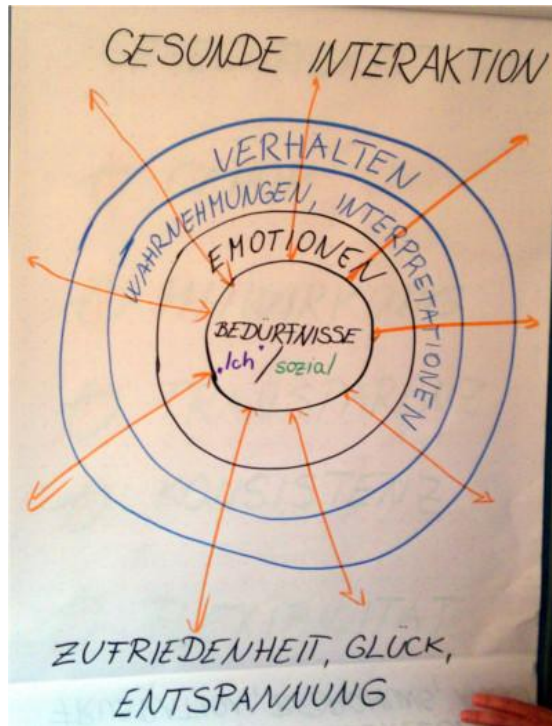 GESUNDE INTERAKTION
VERHALTEN
WAHRNEHMUNGEN, INTERPRETATIONEN
EMOTIONEN
BEDÜRFNISSE
„Ich“ / sozial
ZUFRIEDENHEIT, GLÜCK,
ENTSPANNUNG